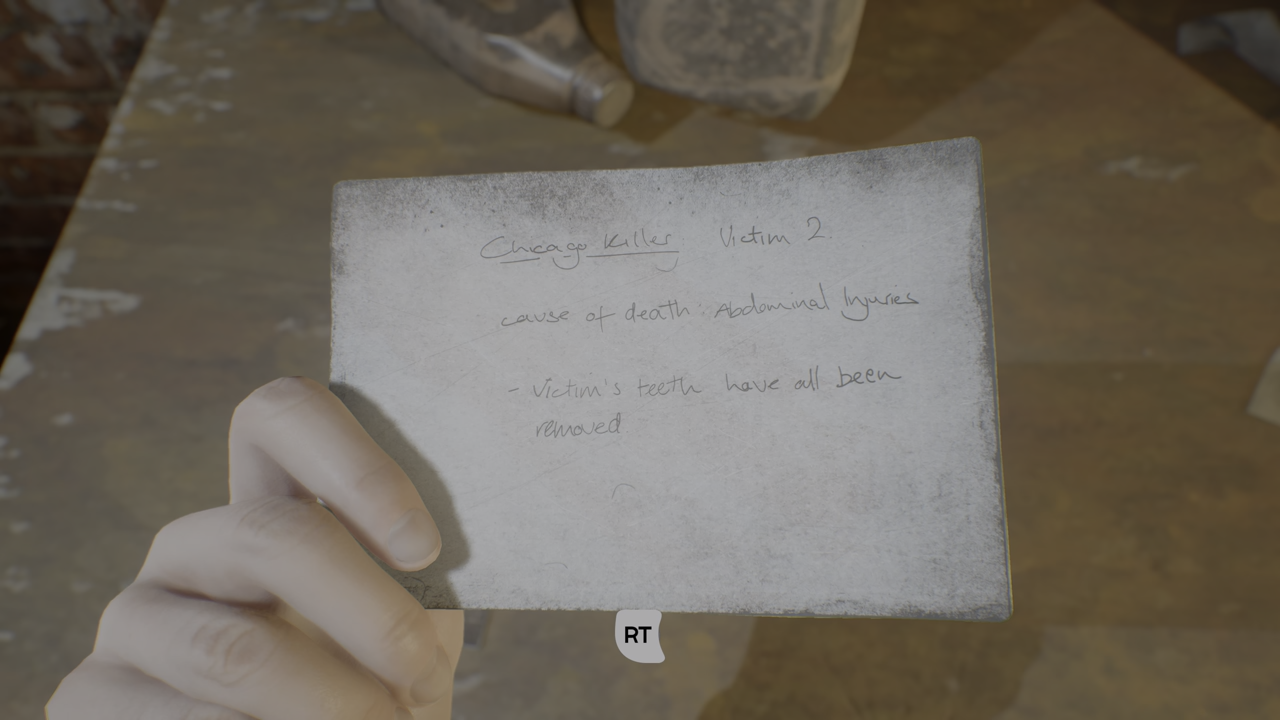 Chicago Killer Victim 2.
cause of death: Abdominal Injuries
- Victim's teeth have all been
removed
RT